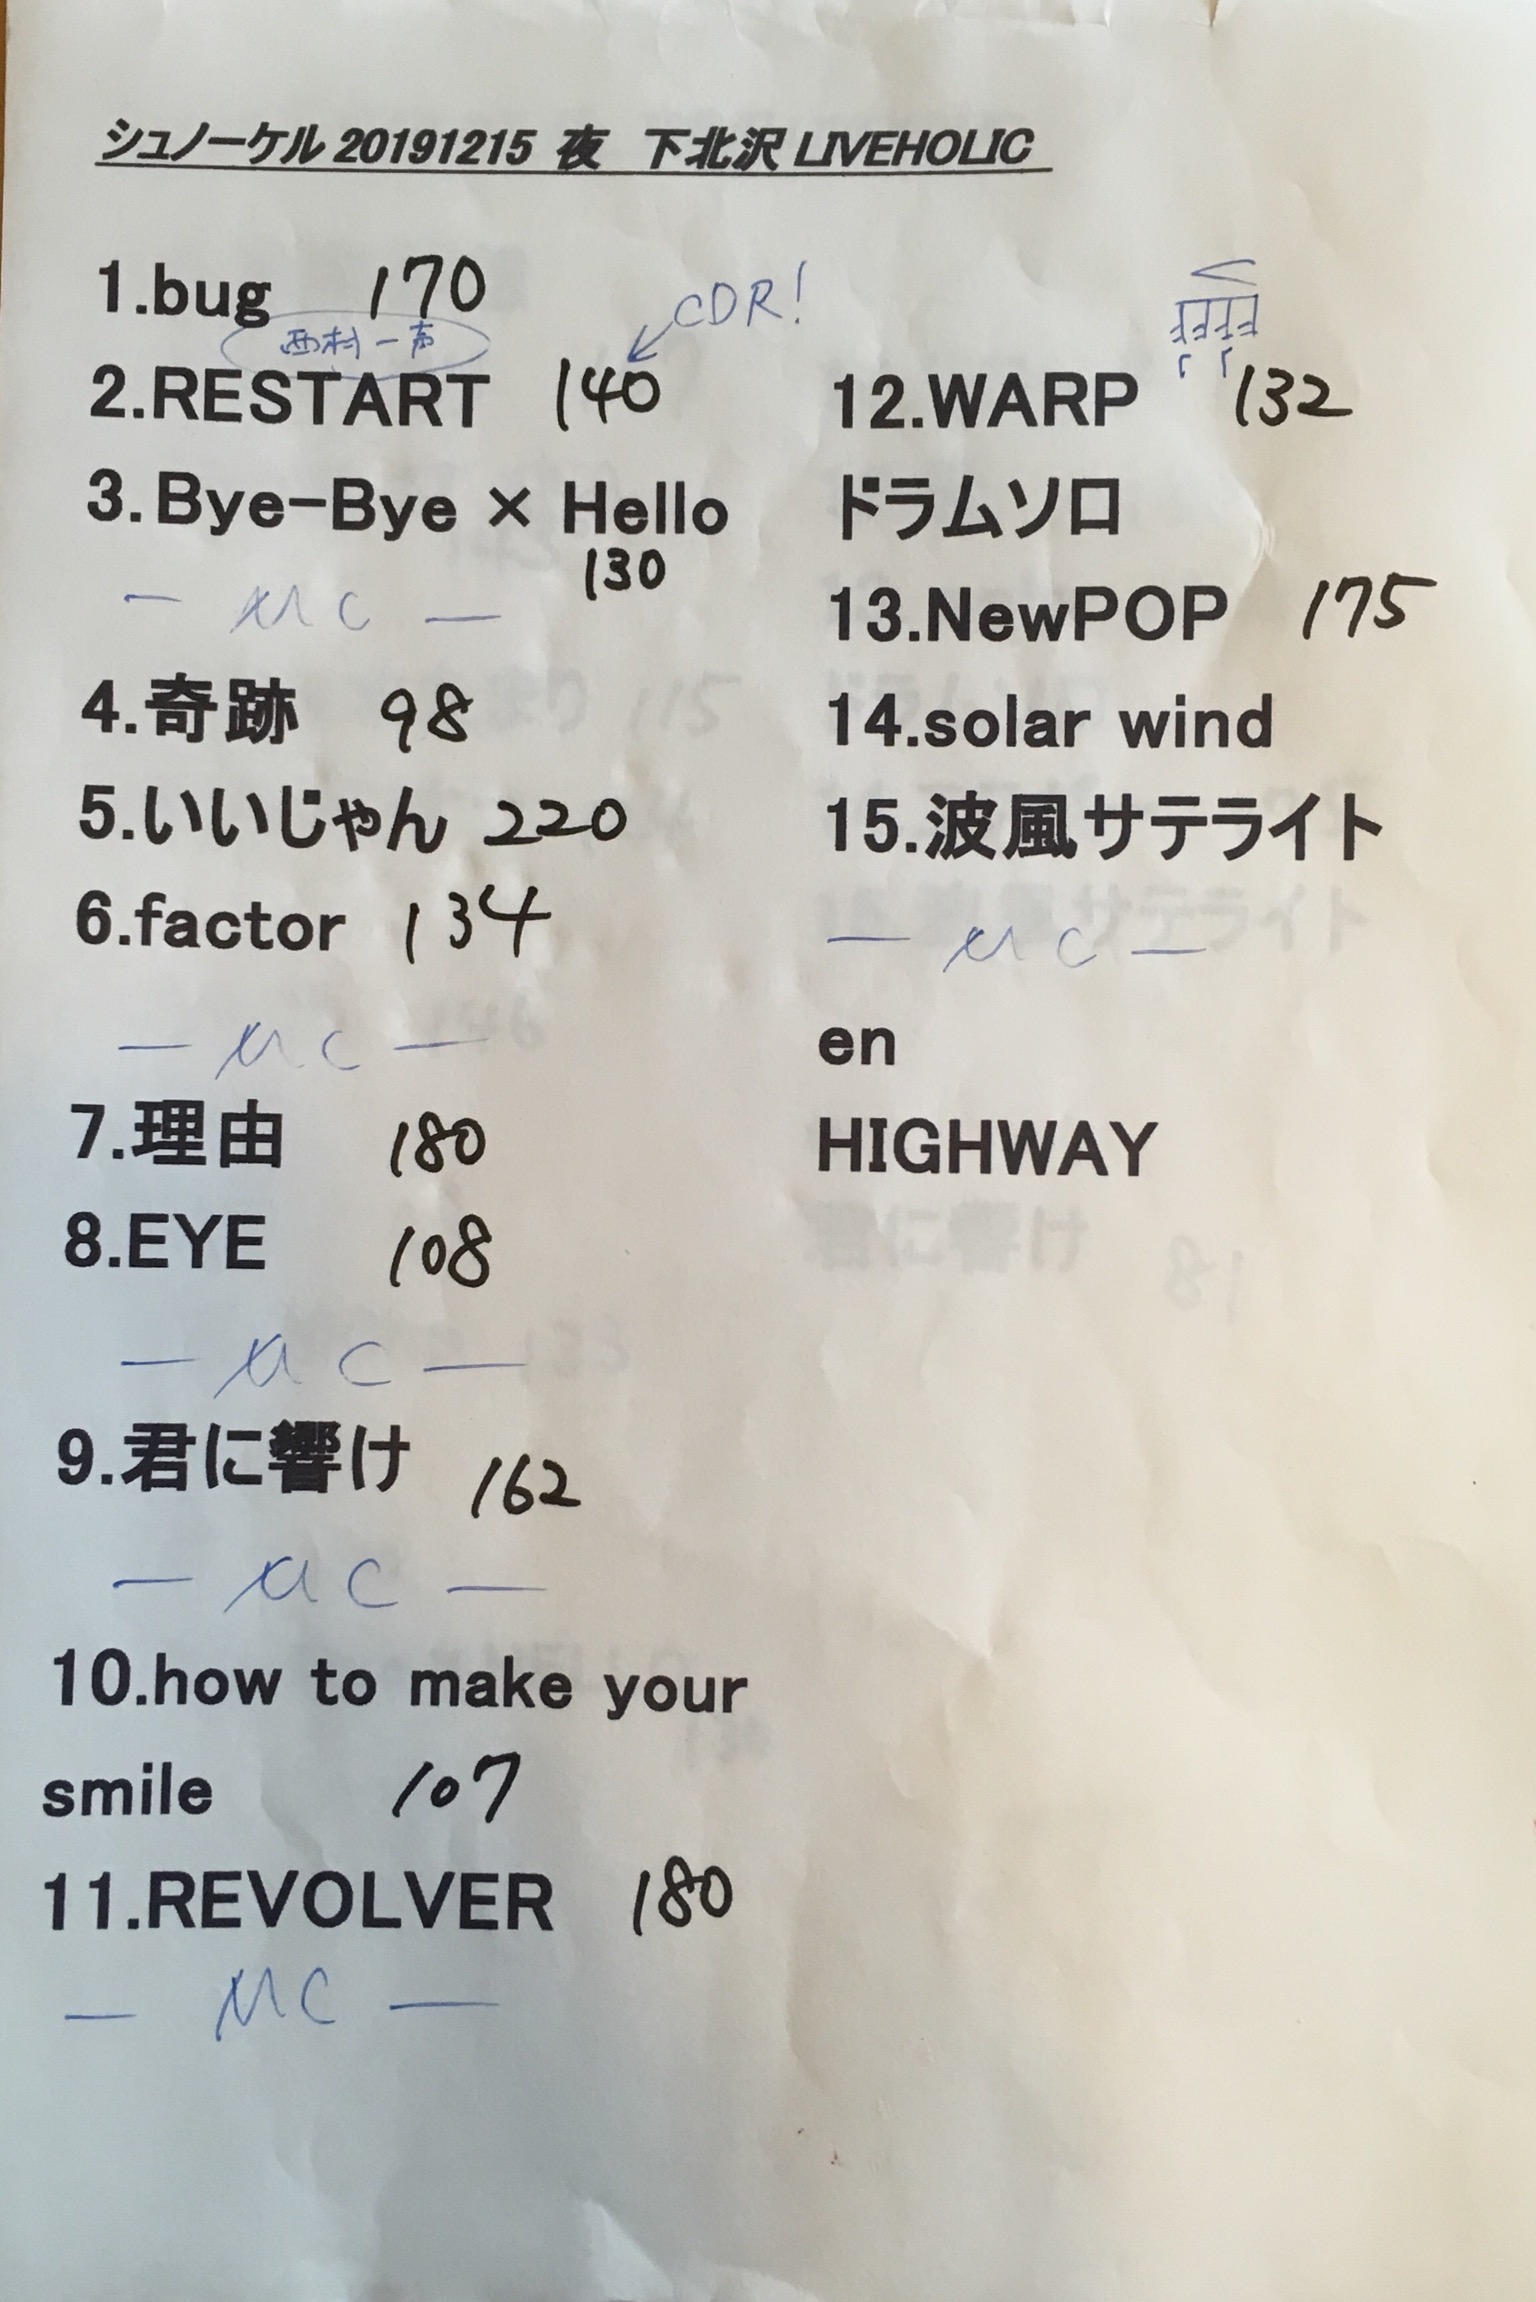 シュノーケル 20191215 夜 下北沢 LIVEHOLIC
1.bug 170
西村一声
CDR!
2.RESTART 140
3.Bye-Bye × Hello
130
— MC —
4.奇跡 98
5.いいじゃん 220
6.factor 134
— MC —
7.理由 180
8.EYE 108
— MC —
9.君に響け 162
— MC —
10.how to make your
smile 107
11.REVOLVER 180
— MC —
12.WARP 132
ドラムソロ
13.NewPOP 175
14.solar wind
15.波風サテライト
— MC —
en
HIGHWAY